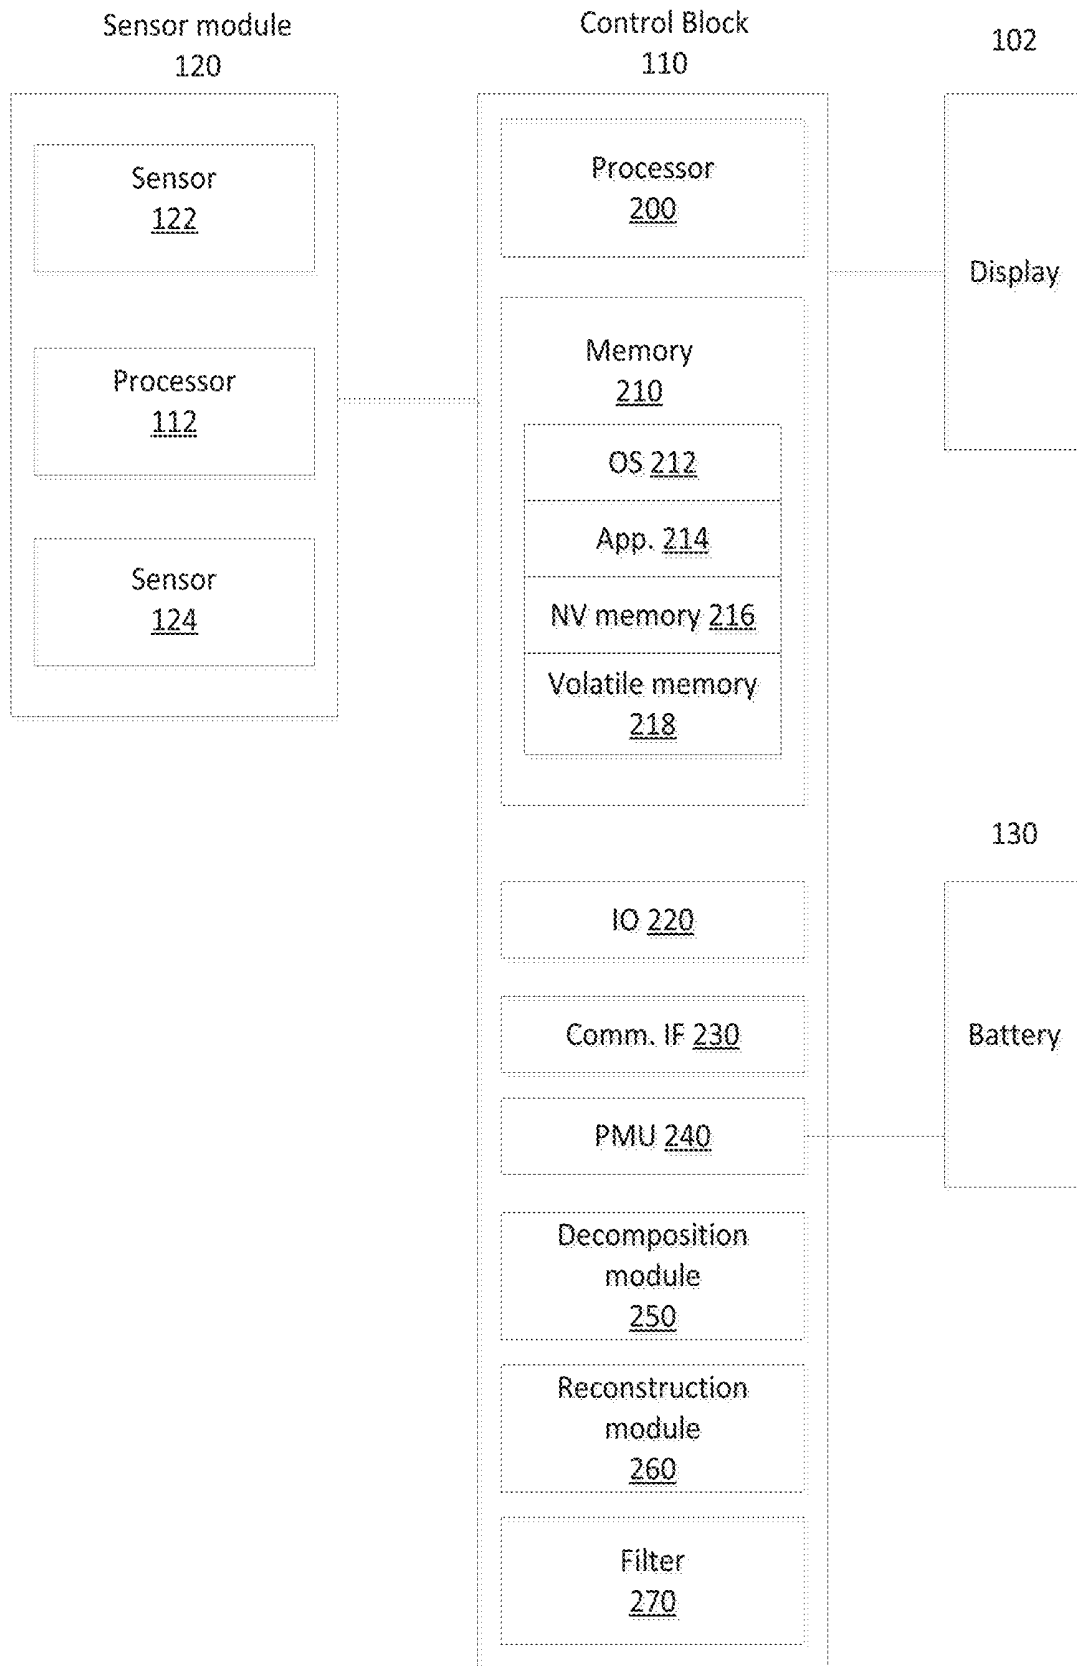 Sensor module
120
Sensor
122
Processor
112
Sensor
124
Control Block
110
Processor
200
Memory
210
OS 212
App. 214
NV memory 216
Volatile memory
218
IO 220
Comm. IF 230
PMU 240
Decomposition
module
250
Reconstruction
module
260
Filter
270
102
Display
130
Battery